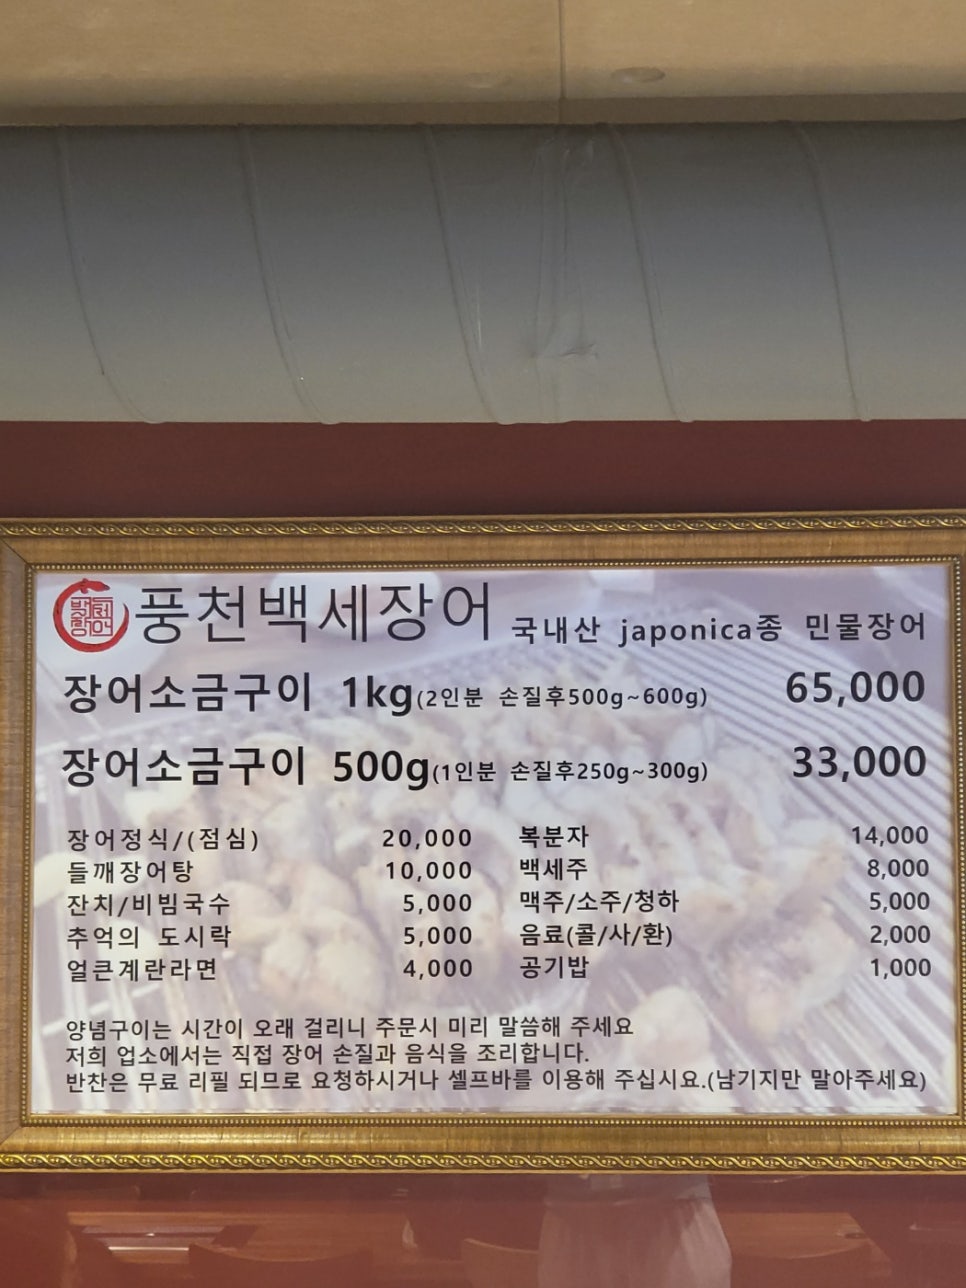 풍천백세장어 국내산 japonica종 민물장어
장어소금구이 1kg(2인분 손질후500g~600g) 65,000
장어소금구이 500g(1인분 손질후250g~300g) 33,000
장어정식/(점심) 20,000 복분자 14,000
들깨장어탕 10,000 백세주 8,000
잔치/비빔국수 5,000 맥주/소주/청하 5,000
추억의 도시락 5,000 음료(콜/사/환) 2,000
얼큰계란라면 4,000 공기밥 1,000
양념구이는 시간이 오래 걸리니 주문시 미리 말씀해 주세요
저희 업소에서는 직접 장어 손질과 음식을 조리합니다.
반찬은 무료 리필 되므로 요청하시거나 셀프바를 이용해 주십시요.(남기지만 말아주세요)